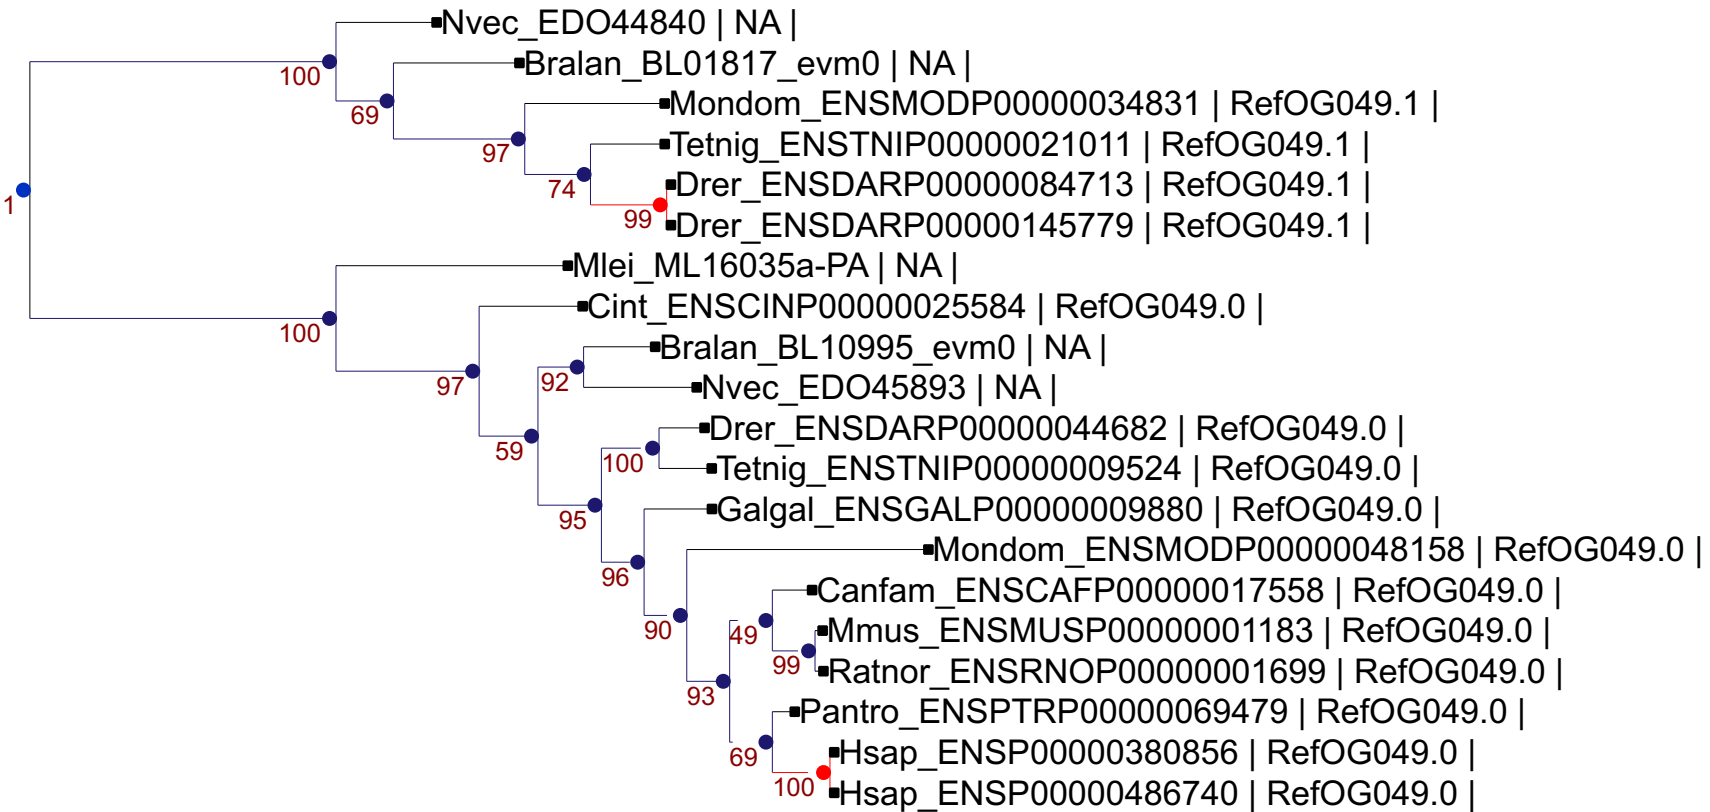 Nvec_EDO44840 | NA |
100
Bralan_BL01817_evm0 | NA |
69
Mondom_ENSMODP00000034831 | RefOG049.1 |
97
Tetnig_ENSTNIP00000021011 | RefOG049.1 |
74
Drer_ENSDARP00000084713 | RefOG049.1 |
1
99
Drer_ENSDARP00000145779 | RefOG049.1 |
Mlei_ML16035a-PA | NA |
Cint_ENSCINP00000025584 | RefOG049.0 |
100
Bralan_BL10995_evm0 | NA |
97
92
Nvec_EDO45893 | NA |
Drer_ENSDARP00000044682 | RefOG049.0 |
59
100
Tetnig_ENSTNIP00000009524 | RefOG049.0 |
Galgal_ENSGALP00000009880 | RefOG049.0 |
95
Mondom_ENSMODP00000048158 | RefOG049.0 |
96
Canfam_ENSCAFP00000017558 | RefOG049.0 |
90
49
Mmus_ENSMUSP00000001183 | RefOG049.0 |
99
Ratnor_ENSRNOP00000001699 | RefOG049.0 |
93
Pantro_ENSPTRP00000069479 | RefOG049.0 |
69
Hsap_ENSP00000380856 | RefOG049.0 |
100
Hsap_ENSP00000486740 | RefOG049.0 |